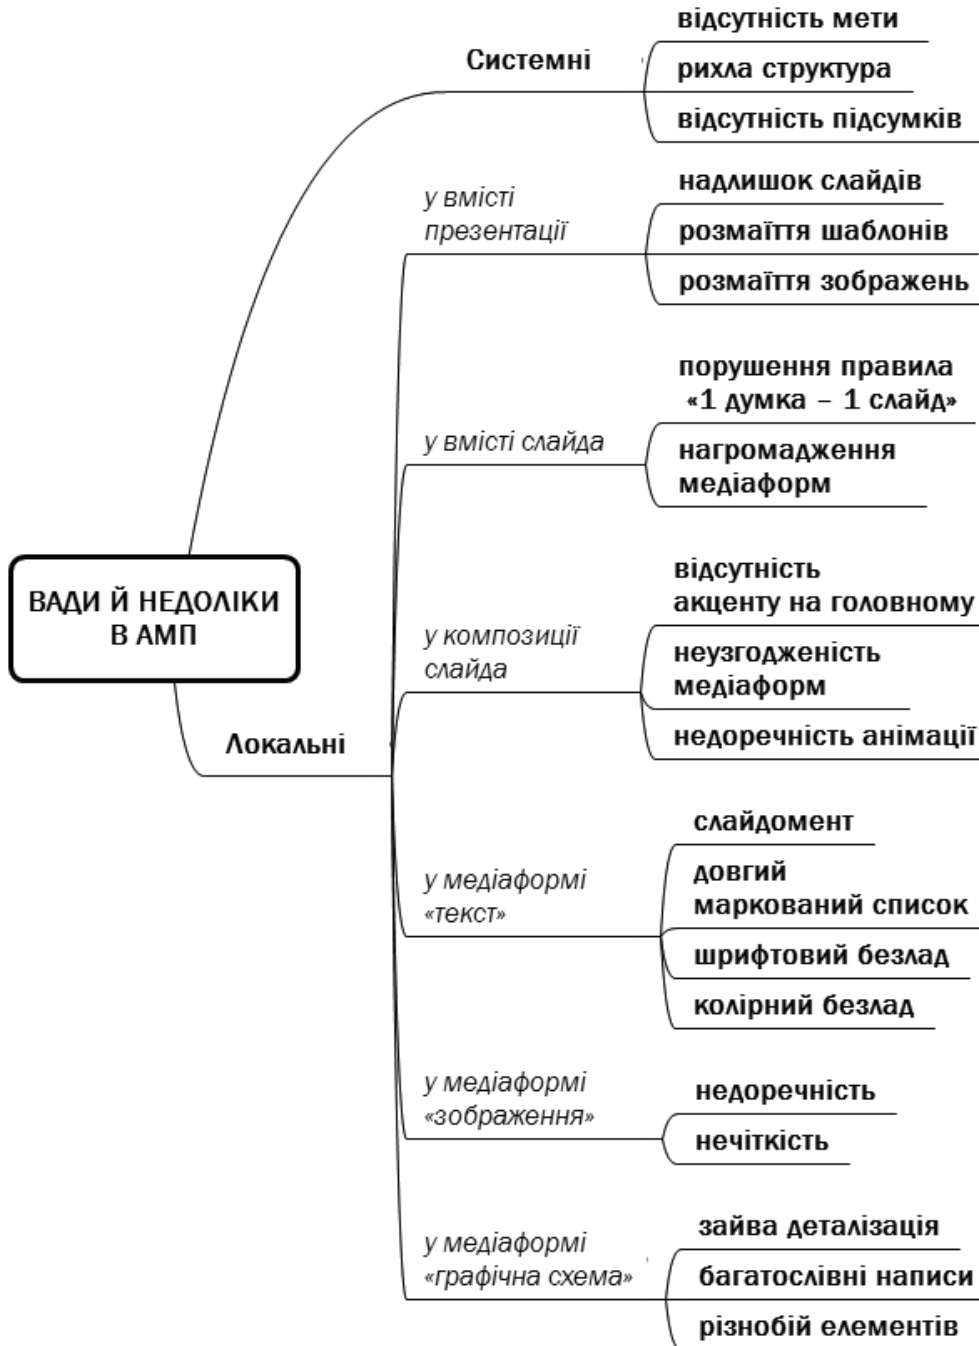 відсутність мети
Системні
рихла структура
відсутність підсумків
у вмісті
презентації
надлишок слайдів
розмаїття шаблонів
розмаїття зображень
у вмісті слайда
порушення правила
«1 думка – 1 слайд»
нагромадження
медіаформ
ВАДИ Й НЕДОЛІКИ
В АМП
Локальні
у композиції
слайда
відсутність
акценту на головному
неузгодженість
медіаформ
недоречність анімації
у медіаформі
«текст»
слайдомент
довгий
маркований список
шрифтовий безлад
колірний безлад
у медіаформі
«зображення»
недоречність
нечіткість
у медіаформі
«графічна схема»
зайва деталізація
багатослівні написи
різнобій елементів